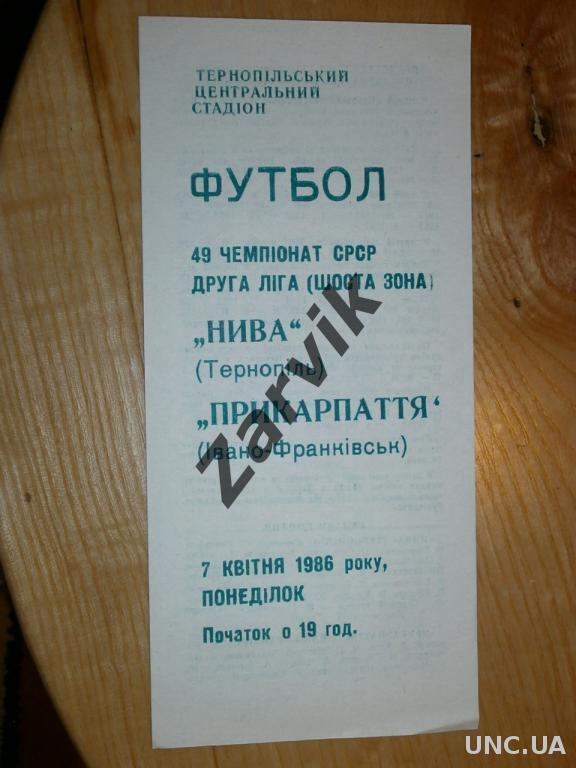 ТЕРНОПІЛЬСЬКИЙ
ЦЕНТРАЛЬНИЙ
СТАДІОН
ФУТБОЛ
49 ЧЕМПІОНАТ СРСР
ДРУГА ЛІГА (ШОСТА ЗОНА)
„НИВА“
(Тернопіль)
„ПРИКАРПАТТЯ‘
(Івано-Франківськ)
Zarvik
7 КВІТНЯ 1986 року,
ПОНЕДІЛОК
Початок о 19 год.
UNC.UA